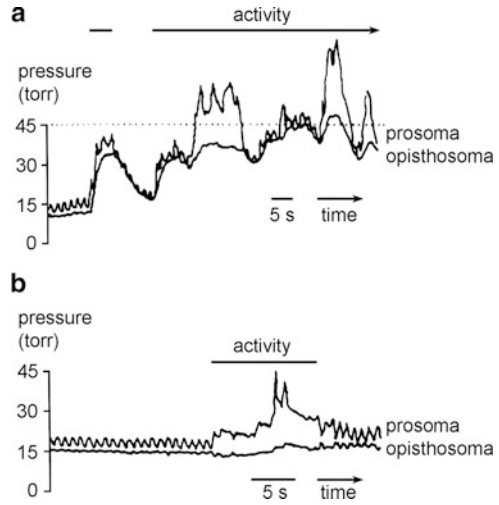 a
activity
pressure
(torr)
45
30
15
0
prosoma
opisthosoma
5 s
time
b
pressure
(torr)
activity
45
30
15
0
prosoma
opisthosoma
5 s
time